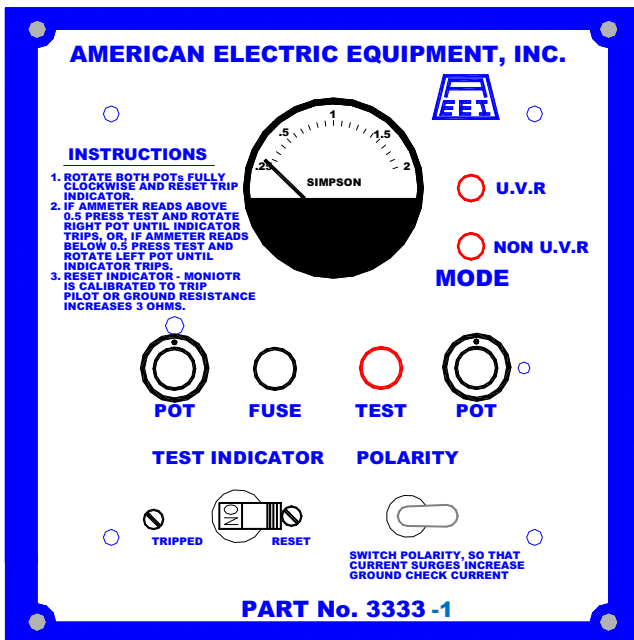 AMERICAN ELECTRIC EQUIPMENT, INC.
AEEI
.25
.5
1
1.5
2
SIMPSON
INSTRUCTIONS
1. ROTATE BOTH POTs FULLY
CLOCKWISE AND RESET TRIP
INDICATOR.
2. IF AMMETER READS ABOVE
0.5 PRESS TEST AND ROTATE
RIGHT POT UNTIL INDICATOR
TRIPS, OR, IF AMMETER READS
BELOW 0.5 PRESS TEST AND
ROTATE LEFT POT UNTIL
INDICATOR TRIPS.
3. RESET INDICATOR - MONIOTR
IS CALIBRATED TO TRIP
PILOT OR GROUND RESISTANCE
INCREASES 3 OHMS.
U.V.R
NON U.V.R
MODE
POT
FUSE
TEST
POT
TEST INDICATOR
POLARITY
NO
TRIPPED
RESET
SWITCH POLARITY, SO THAT
CURRENT SURGES INCREASE
GROUND CHECK CURRENT
PART No. 3333 -1